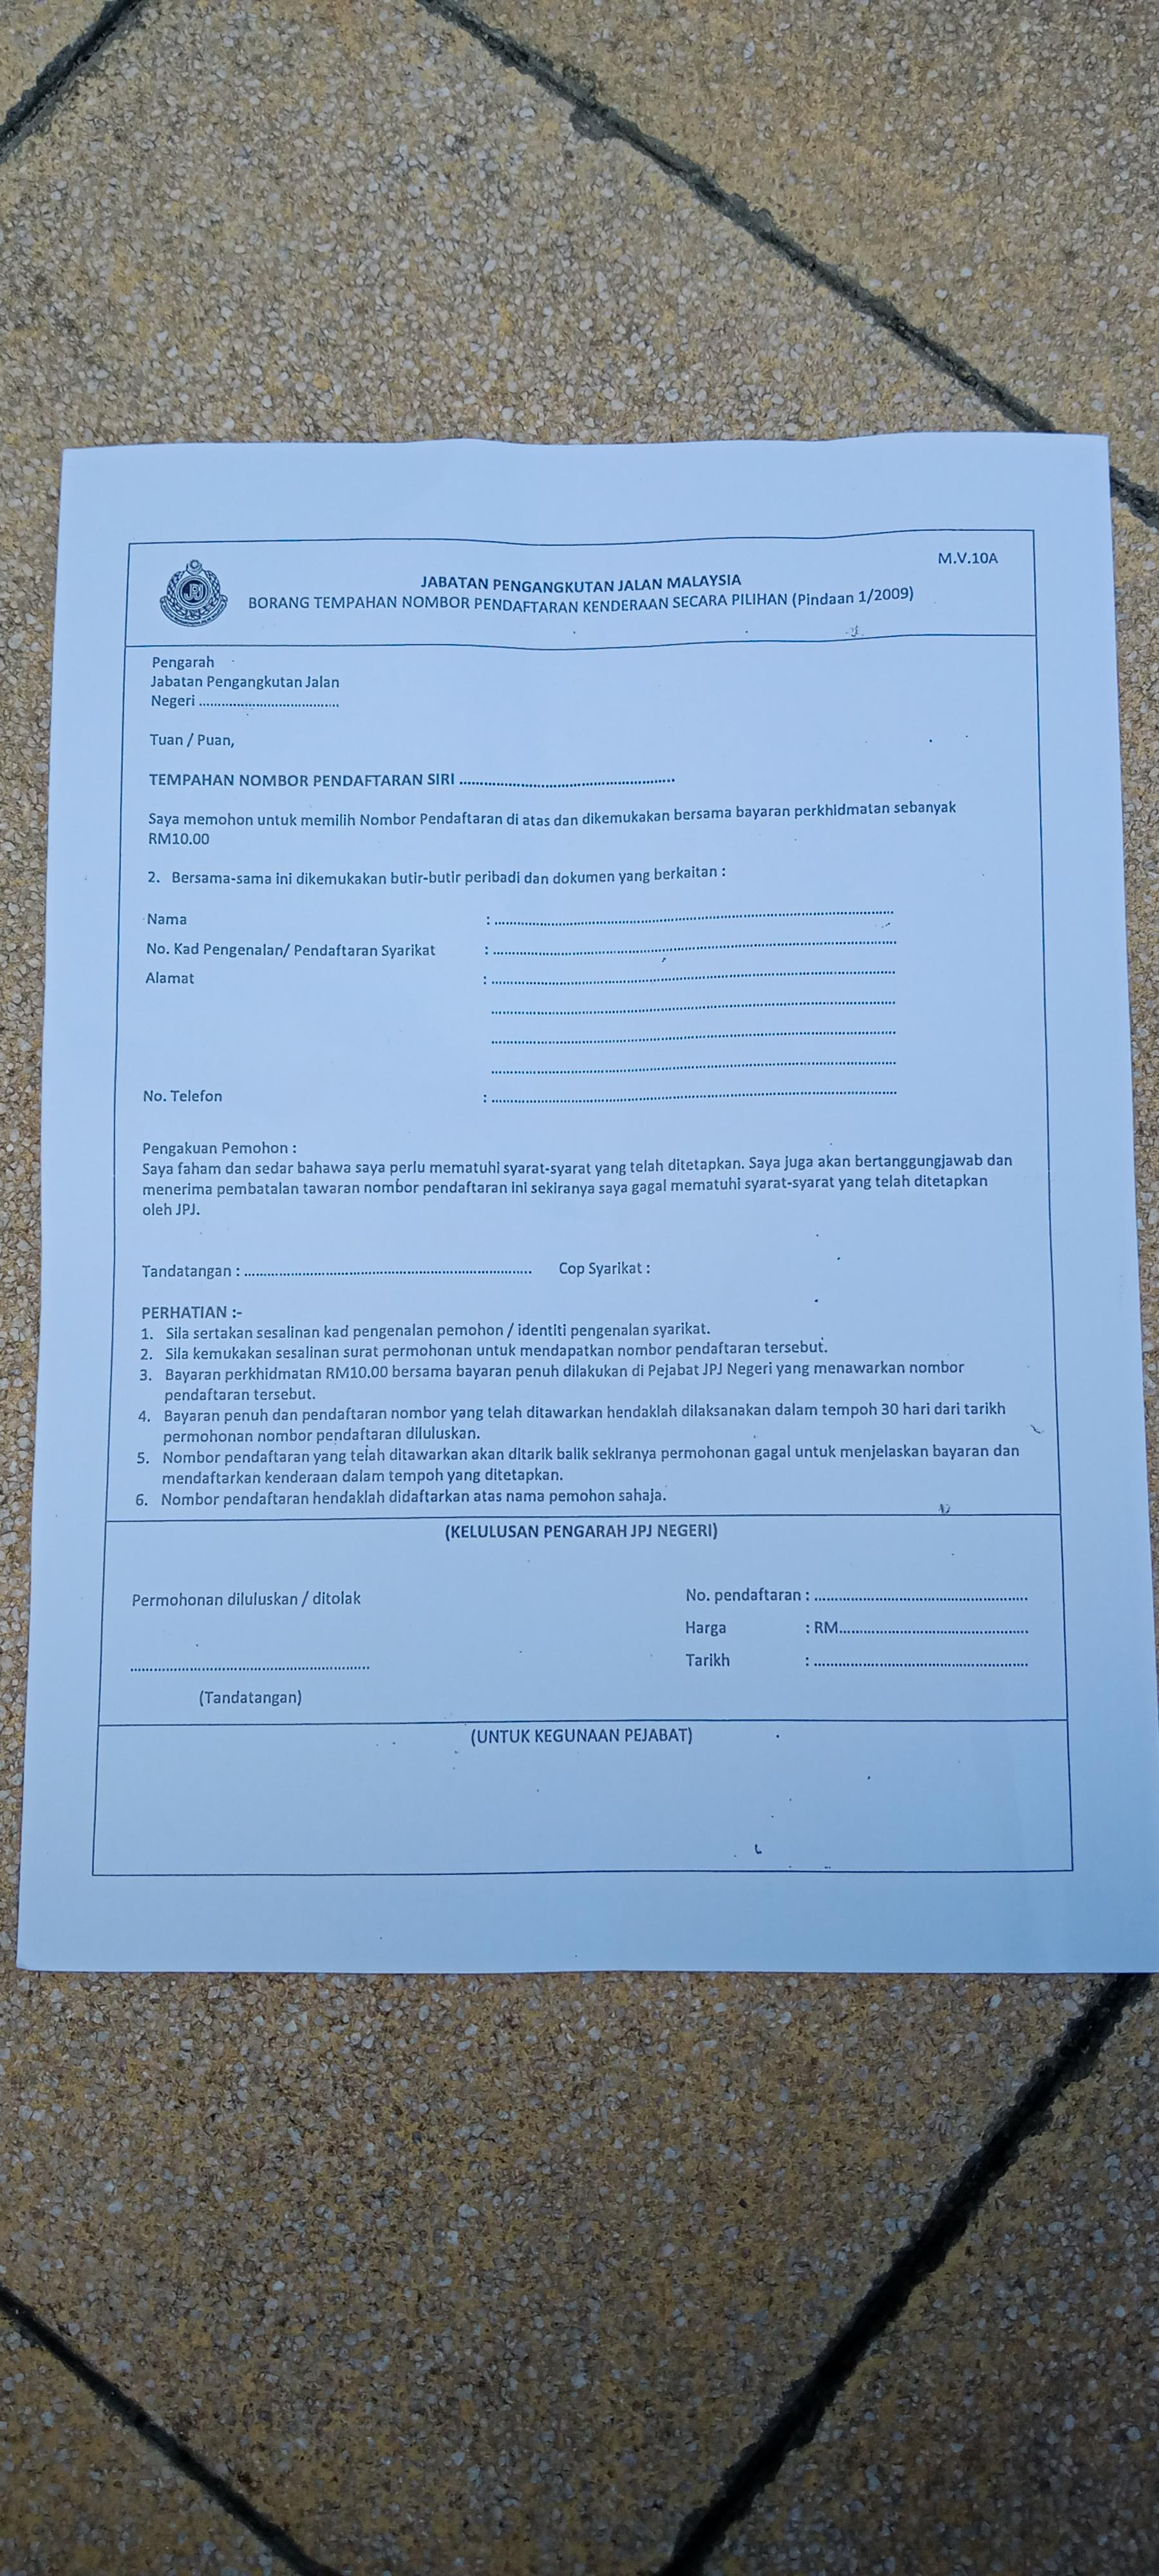 M.V.10A
JPJ
JABATAN PENGANGKUTAN JALAN MALAYSIA
BORANG TEMPAHAN NOMBOR PENDAFTARAN KENDERAAN SECARA PILIHAN (Pindaan 1/2009)
Pengarah
Jabatan Pengangkutan Jalan
Negeri ......................................
Tuan / Puan,
TEMPAHAN NOMBOR PENDAFTARAN SIRI ......................................................
Saya memohon untuk memilih Nombor Pendaftaran di atas dan dikemukakan bersama bayaran perkhidmatan sebanyak
RM10.00
2. Bersama-sama ini dikemukakan butir-butir peribadi dan dokumen yang berkaitan :
Nama : ......................................................
No. Kad Pengenalan/ Pendaftaran Syarikat : ......................................................
Alamat : ......................................................
......................................................
......................................................
......................................................
No. Telefon : ......................................................
Pengakuan Pemohon :
Saya faham dan sedar bahawa saya perlu mematuhi syarat-syarat yang telah ditetapkan. Saya juga akan bertanggungjawab dan
menerima pembatalan tawaran nombor pendaftaran ini sekiranya saya gagal mematuhi syarat-syarat yang telah ditetapkan
oleh JPJ.
Tandatangan : ...................................................... Cop Syarikat :
PERHATIAN :-
1. Sila sertakan sesalinan kad pengenalan pemohon / identiti pengenalan syarikat.
2. Sila kemukakan sesalinan surat permohonan untuk mendapatkan nombor pendaftaran tersebut.
3. Bayaran perkhidmatan RM10.00 bersama bayaran penuh dilakukan di Pejabat JPJ Negeri yang menawarkan nombor
pendaftaran tersebut.
4. Bayaran penuh dan pendaftaran nombor yang telah ditawarkan hendaklah dilaksanakan dalam tempoh 30 hari dari tarikh
permohonan nombor pendaftaran diluluskan.
5. Nombor pendaftaran yang telah ditawarkan akan ditarik balik sekiranya permohonan gagal untuk menjelaskan bayaran dan
mendaftarkan kenderaan dalam tempoh yang ditetapkan.
6. Nombor pendaftaran hendaklah didaftarkan atas nama pemohon sahaja.
(KELULUSAN PENGARAH JPJ NEGERI)
Permohonan diluluskan / ditolak
No. pendaftaran : ......................................................
Harga : RM......................................................
Tarikh : ......................................................
......................................................
(Tandatangan)
(UNTUK KEGUNAAN PEJABAT)